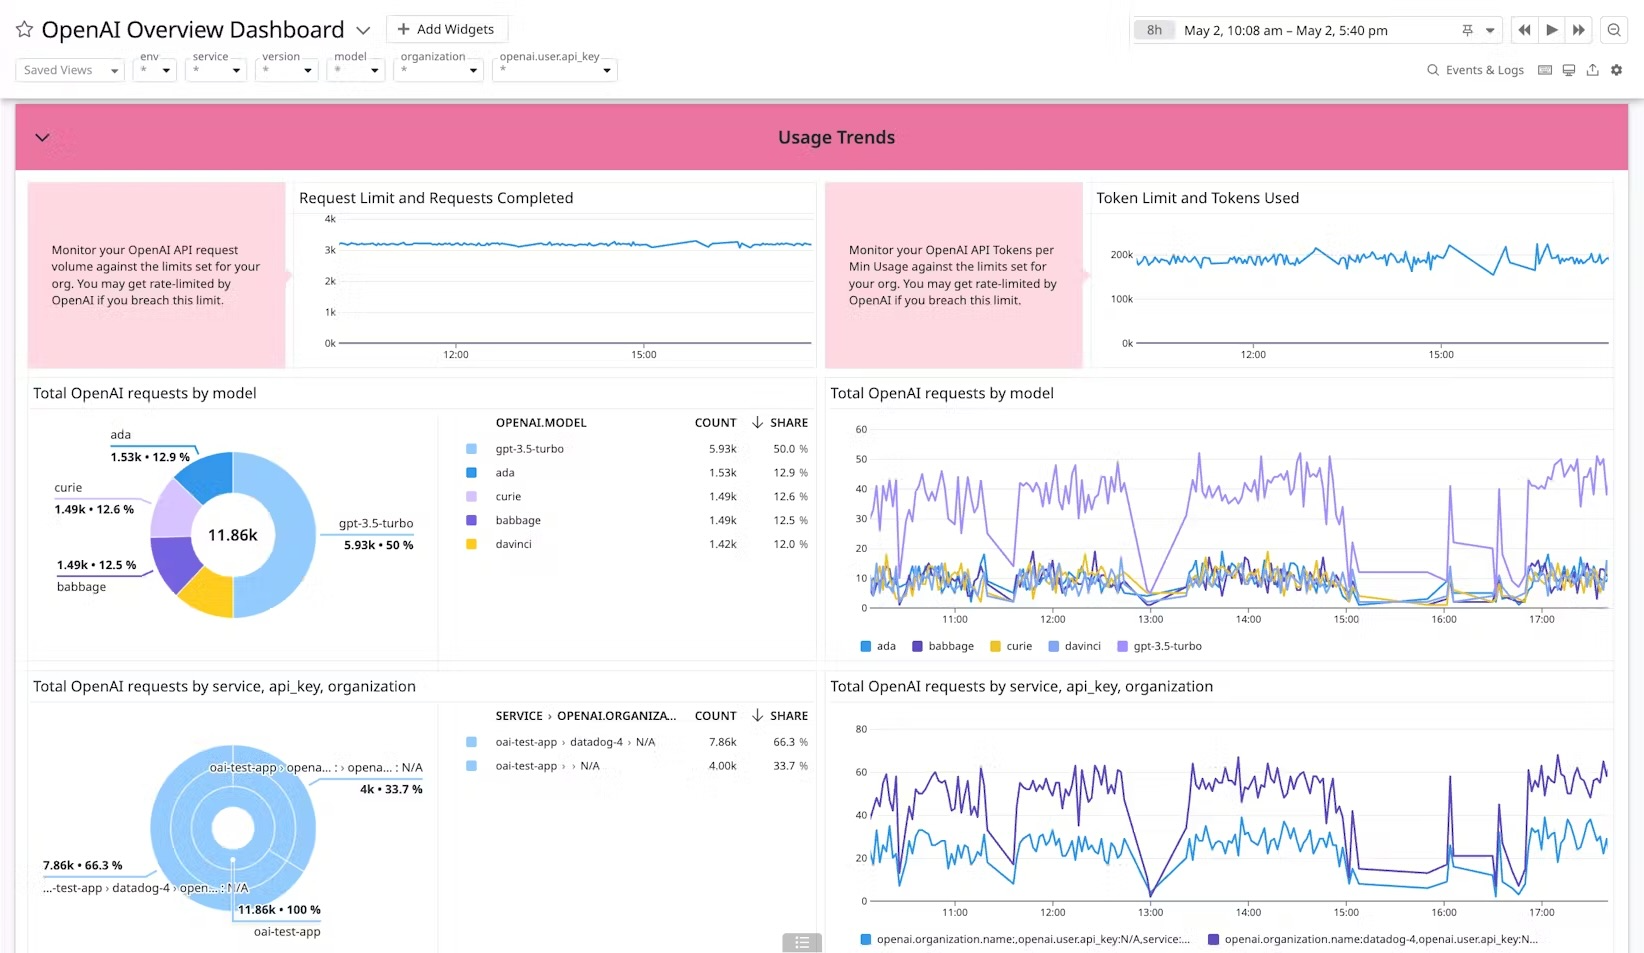 OpenAI Overview Dashboard
+ Add Widgets
8h May 2, 10:08 am – May 2, 5:40 pm
Saved Views
env
*
service
*
version
*
model
*
organization
*
openai.user.api_key
*
Events & Logs
Usage Trends
Monitor your OpenAI API request
volume against the limits set for your
org. You may get rate-limited by
OpenAI if you breach this limit.
Request Limit and Requests Completed
4k
3k
2k
1k
0k
12:00 15:00
Monitor your OpenAI API Tokens per
Min Usage against the limits set for
your org. You may get rate-limited by
OpenAI if you breach this limit.
Token Limit and Tokens Used
200k
100k
0k
12:00 15:00
Total OpenAI requests by model
ada
1.53k • 12.9 %
curie
1.49k • 12.6 %
1.49k • 12.5 %
babbage
11.86k
gpt-3.5-turbo
5.93k • 50 %
OPENAI.MODEL COUNT ↓ SHARE
gpt-3.5-turbo 5.93k 50.0 %
ada 1.53k 12.9 %
curie 1.49k 12.6 %
babbage 1.49k 12.5 %
davinci 1.42k 12.0 %
Total OpenAI requests by model
60
50
40
30
20
10
0
11:00 12:00 13:00 14:00 15:00 16:00 17:00
ada babbage curie davinci gpt-3.5-turbo
Total OpenAI requests by service, api_key, organization
oai-test-app › opena... : › opena... : N/A
4k • 33.7 %
7.86k • 66.3 %
...-test-app › datadog-4 › open... : N/A
11.86k • 100 %
oai-test-app
SERVICE › OPENAI.ORGANIZA... COUNT ↓ SHARE
oai-test-app › datadog-4 › N/A 7.86k 66.3 %
oai-test-app › › N/A 4.00k 33.7 %
Total OpenAI requests by service, api_key, organization
80
60
40
20
0
11:00 12:00 13:00 14:00 15:00 16:00 17:00
openai.organization.name:,openai.user.api_key:N/A,service:... openai.organization.name:datadog-4,openai.user.api_key:N...